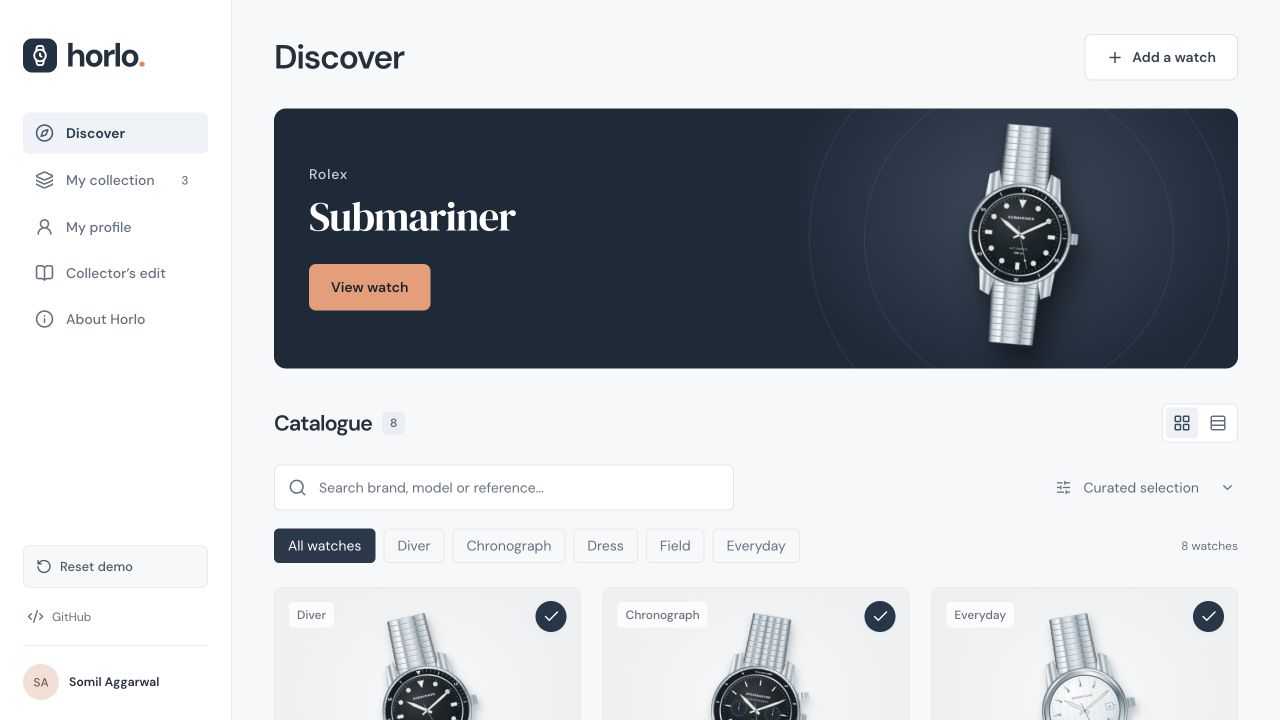 horlo.
Discover
My collection 3
My profile
Collector's edit
About Horlo
Reset demo
GitHub
SA Somil Aggarwal
Discover
Add a watch
Rolex
Submariner
View watch
SUBMARINER
Catalogue 8
Search brand, model or reference...
Curated selection
All watches Diver Chronograph Dress Field Everyday
8 watches
Diver Chronograph Everyday